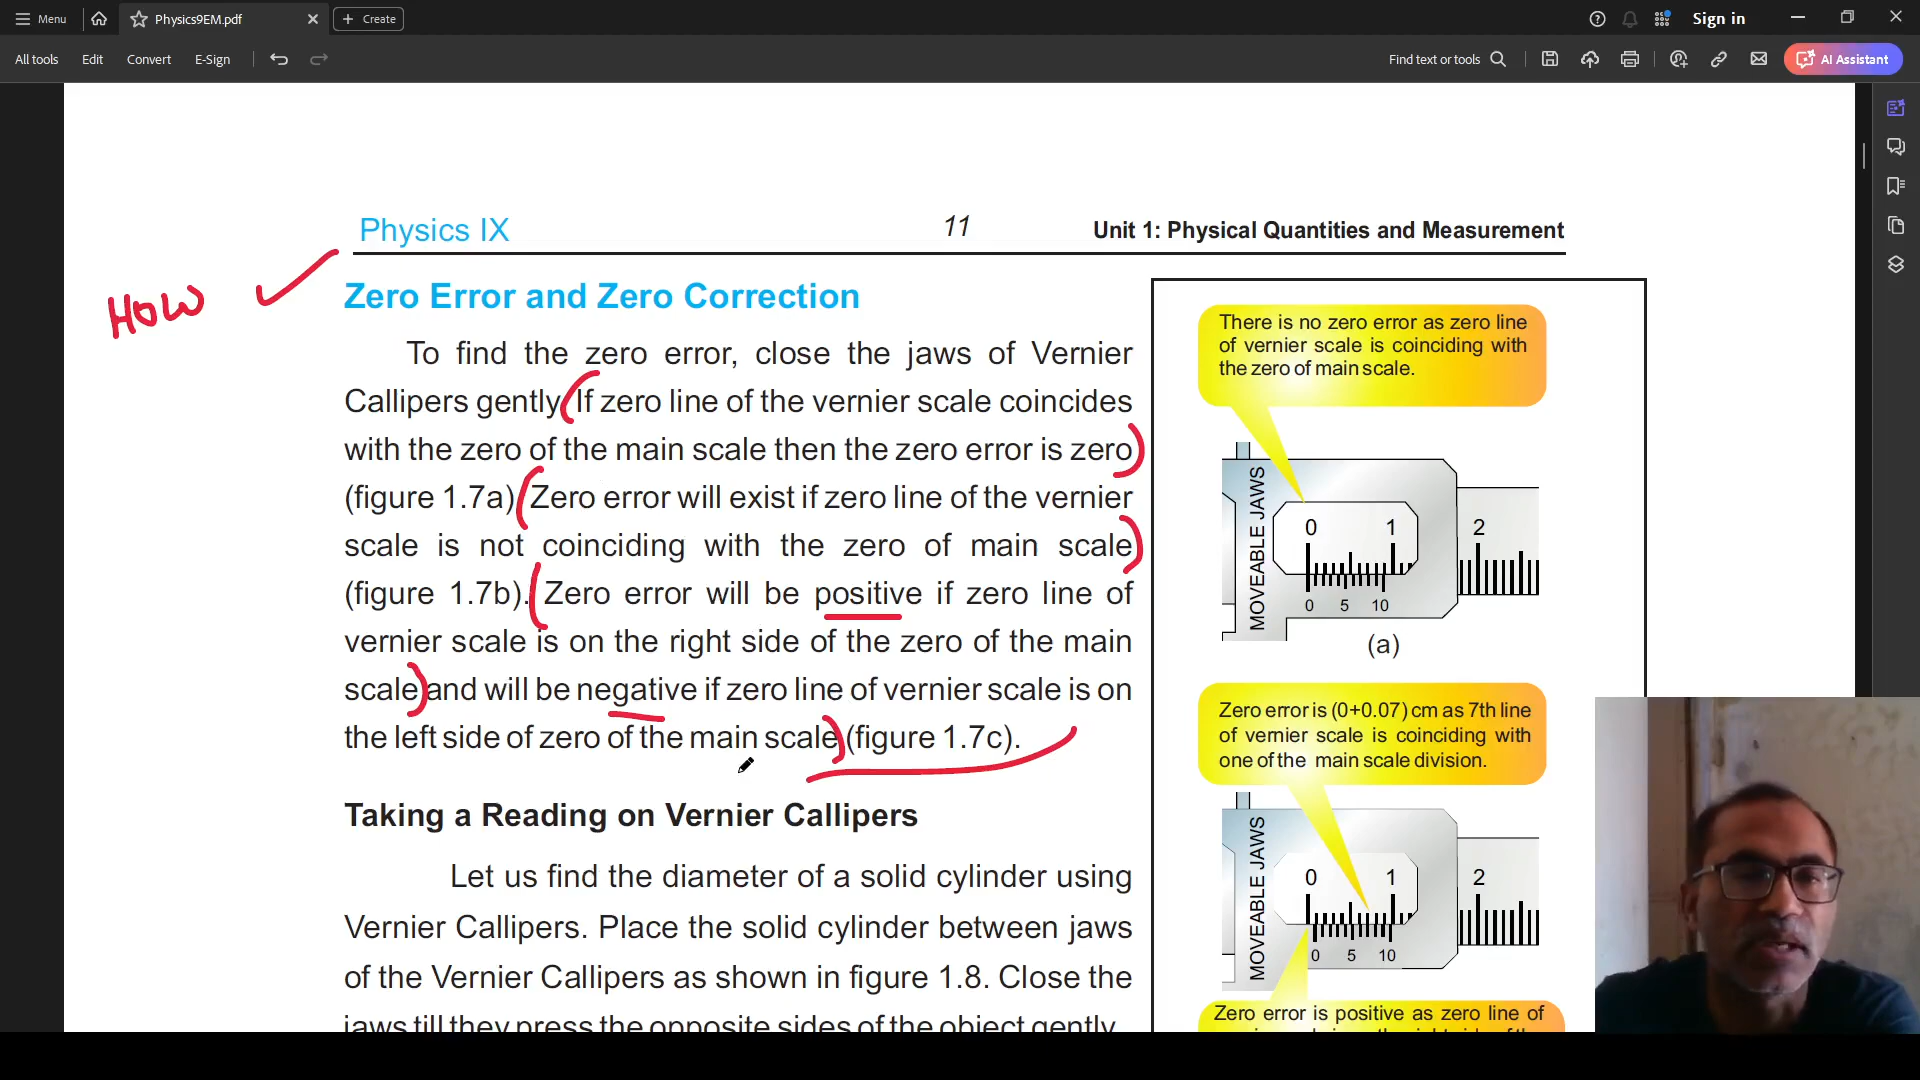 Menu
Physics9EM.pdf
Create
Sign in
All tools
Edit
Convert
E-Sign
Find text or tools
AI Assistant
Physics IX
11
Unit 1: Physical Quantities and Measurement
HOW
Zero Error and Zero Correction
To find the zero error, close the jaws of Vernier
Callipers gently. If zero line of the vernier scale coincides
with the zero of the main scale then the zero error is zero
(figure 1.7a). Zero error will exist if zero line of the vernier
scale is not coinciding with the zero of main scale
(figure 1.7b). Zero error will be positive if zero line of
vernier scale is on the right side of the zero of the main
scale and will be negative if zero line of vernier scale is on
the left side of zero of the main scale (figure 1.7c).
Taking a Reading on Vernier Callipers
Let us find the diameter of a solid cylinder using
Vernier Callipers. Place the solid cylinder between jaws
of the Vernier Callipers as shown in figure 1.8. Close the
jaws till they press the opposite sides of the object gently.
There is no zero error as zero line
of vernier scale is coinciding with
the zero of main scale.
MOVEABLE JAWS
0 1 2
0 5 10
(a)
Zero error is (0+0.07) cm as 7th line
of vernier scale is coinciding with
one of the main scale division.
MOVEABLE JAWS
0 1 2
0 5 10
Zero error is positive as zero line of